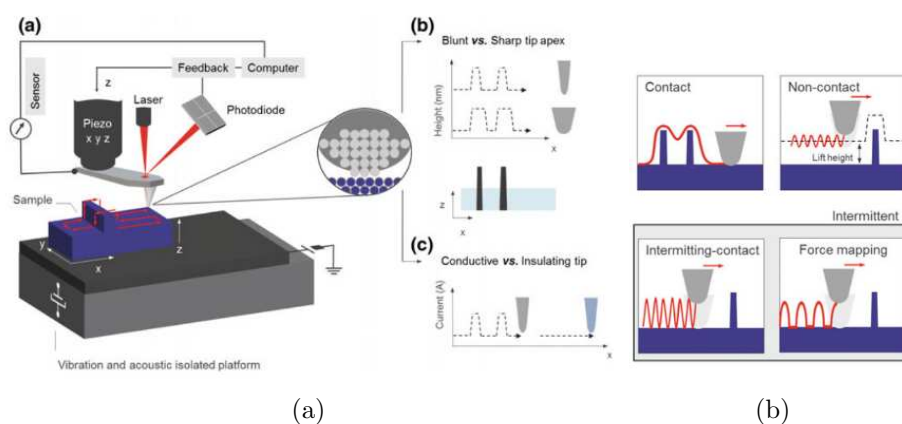 (a)
Feedback
Computer
z
Laser
Sensor
Photodiode
Piezo
x y z
Sample
y
x
z
Vibration and acoustic isolated platform
(b)
Blunt vs. Sharp tip apex
Height (nm)
x
z
x
(c)
Conductive vs. Insulating tip
Current (A)
x
Contact
Non-contact
Lift height
Intermittent
Intermitting-contact
Force mapping
(a)
(b)